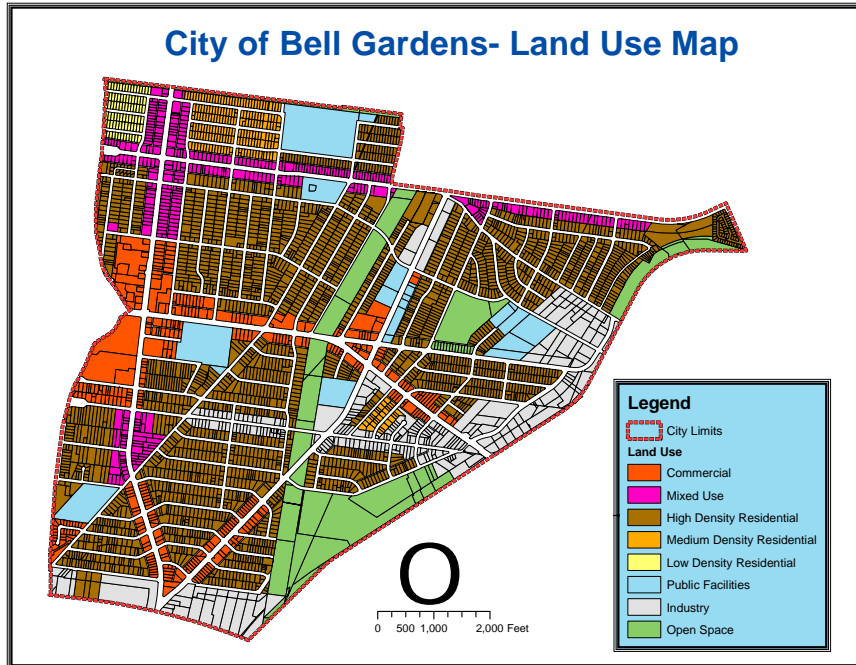 City of Bell Gardens- Land Use Map
Legend
City Limits
Land Use
Commercial
Mixed Use
High Density Residential
Medium Density Residential
Low Density Residential
Public Facilities
Industry
Open Space
O
0 500 1,000 2,000 Feet